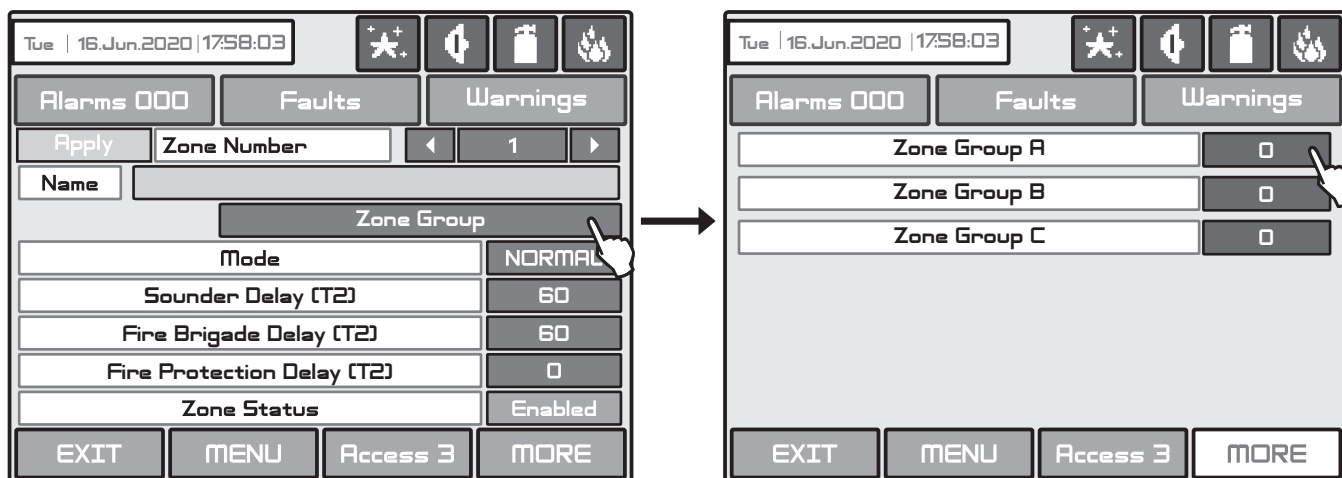 Tue | 16.Jun.2020 | 17:58:03
Alarms 000 Faults Warnings
Apply Zone Number 1
Name
Zone Group
Mode NORMAL
Sounder Delay (T2) 60
Fire Brigade Delay (T2) 60
Fire Protection Delay (T2) 0
Zone Status Enabled
EXIT MENU Access 3 MORE
Tue | 16.Jun.2020 | 17:58:03
Alarms 000 Faults Warnings
Zone Group A 0
Zone Group B 0
Zone Group C 0
EXIT MENU Access 3 MORE